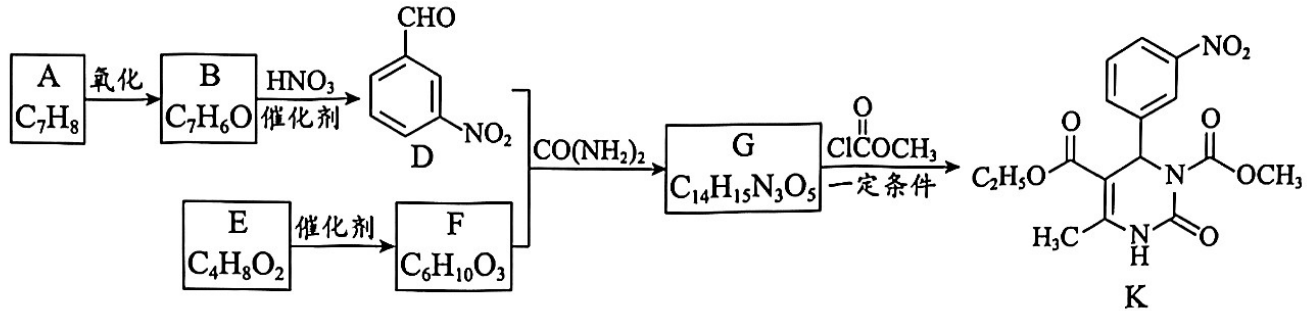 A
C₇H₈
氧化
B
C₇H₆O
HNO₃
催化剂
CHO
NO₂
D
E
C₄H₈O₂
催化剂
F
C₆H₁₀O₃
CO(NH₂)₂
G
C₁₄H₁₅N₃O₅
O
ClCOCH₃
一定条件
NO₂
O
O
C₂H₅O
N
OCH₃
H₃C
N
H
O
K